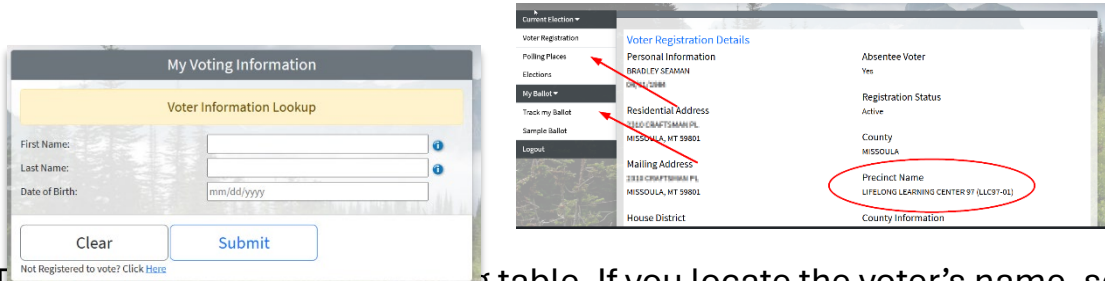 My Voting Information
Voter Information Lookup
First Name:
Last Name:
Date of Birth:
mm/dd/yyyy
Clear
Submit
Not Registered to vote? Click Here
Current Election
Voter Registration
Polling Places
Elections
My Ballot
Track my Ballot
Sample Ballot
Logout
Voter Registration Details
Personal Information
BRADLEY SEAMAN
Residential Address
MISSOULA, MT 59801
Mailing Address
MISSOULA, MT 59801
House District
Absentee Voter
Yes
Registration Status
Active
County
MISSOULA
Precinct Name
LIFELONG LEARNING CENTER 97 (LLC97-01)
County Information
table. If you locate the voter's name, s